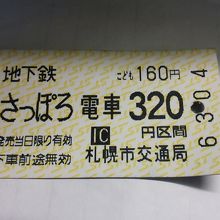 地下鉄 こども160円
さっぽろ 電車 320
発売当日限り有効 IC 円区間
下車前途無効 札幌市交通局
6.30.-4